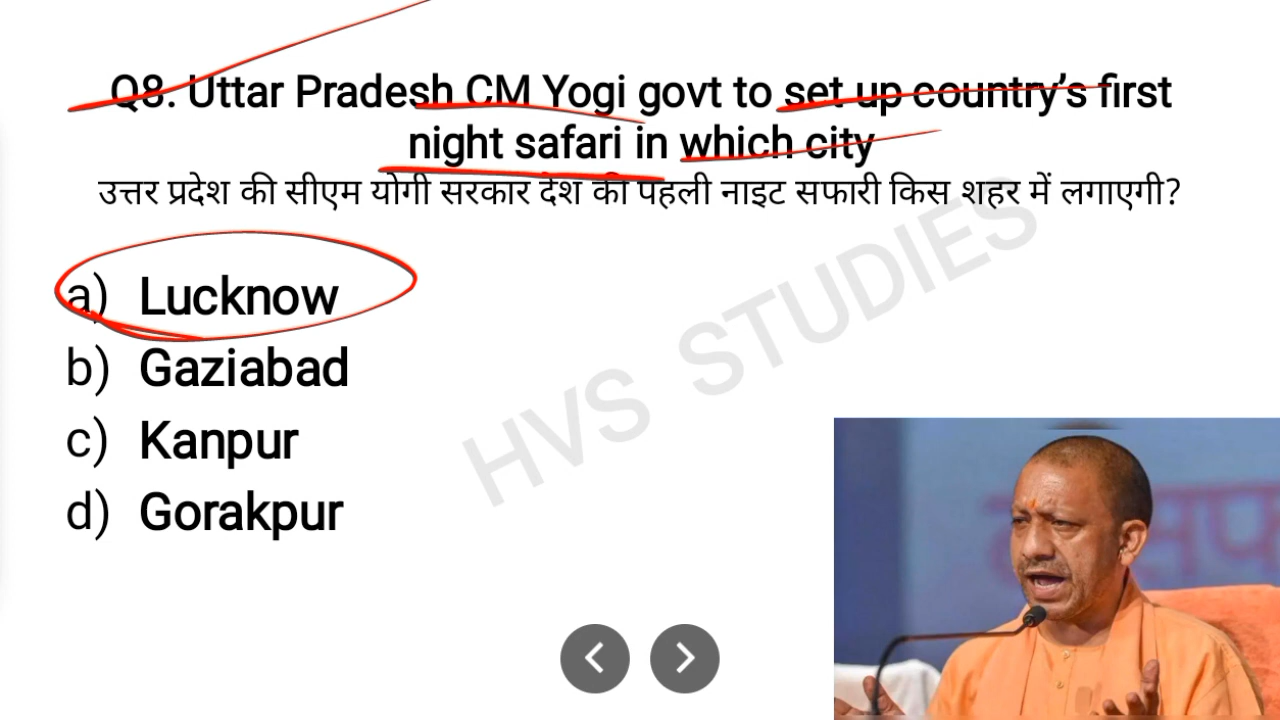 Q8. Uttar Pradesh CM Yogi govt to set up country's first
night safari in which city
उत्तर प्रदेश की सीएम योगी सरकार देश की पहली नाइट सफारी किस शहर में लगाएगी?
a) Lucknow
b) Gaziabad
c) Kanpur
d) Gorakpur
HVS STUDIES